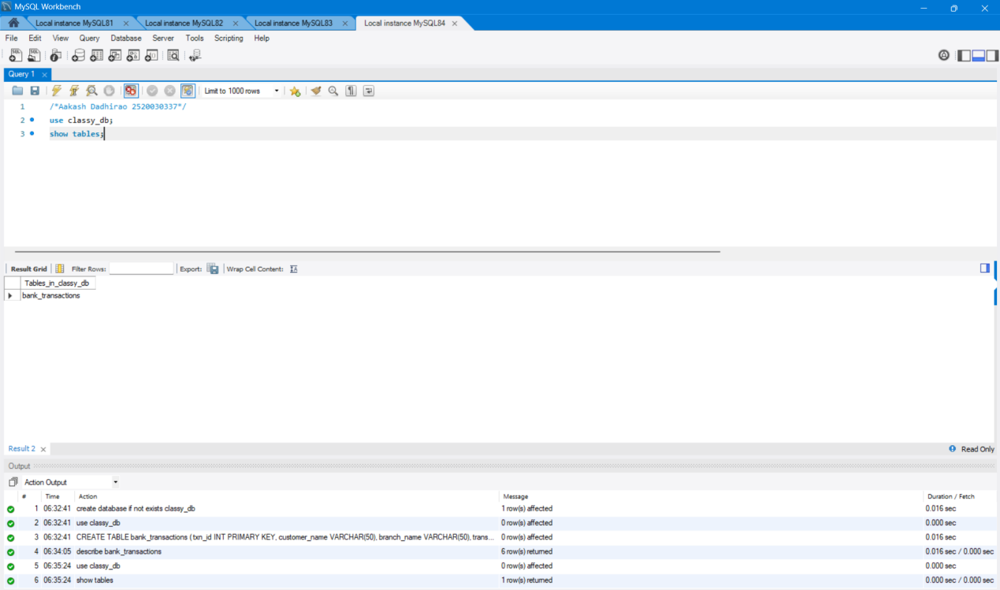 MySQL Workbench
Local instance MySQL81 Local instance MySQL82 Local instance MySQL83 Local instance MySQL84
File Edit View Query Database Server Tools Scripting Help
Query 1
Limit to 1000 rows
1 /*Aakash Dadhirao 2520030337*/
2 use classy_db;
3 show tables;
Result Grid Filter Rows: Export: Wrap Cell Content:
Tables_in_classy_db
bank_transactions
Result 2 Read Only
Output
Action Output
# Time Action Message Duration / Fetch
1 06:32:41 create database if not exists classy_db 1 row(s) affected 0.016 sec
2 06:32:41 use classy_db 0 row(s) affected 0.000 sec
3 06:32:41 CREATE TABLE bank_transactions ( txn_id INT PRIMARY KEY, customer_name VARCHAR(50), branch_name VARCHAR(50), trans... 0 row(s) affected 0.016 sec
4 06:34:05 describe bank_transactions 6 row(s) returned 0.016 sec / 0.000 sec
5 06:35:24 use classy_db 0 row(s) affected 0.000 sec
6 06:35:24 show tables 1 row(s) returned 0.000 sec / 0.000 sec